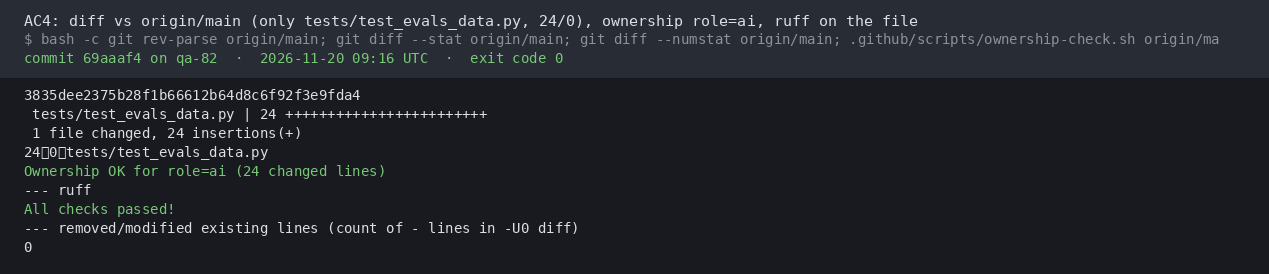 AC4: diff vs origin/main (only tests/test_evals_data.py, 24/0), ownership role=ai, ruff on the file
$ bash -c git rev-parse origin/main; git diff --stat origin/main; git diff --numstat origin/main; .github/scripts/ownership-check.sh origin/ma
commit 69aaaf4 on qa-82 · 2026-11-20 09:16 UTC · exit code 0
3835dee2375b28f1b66612b64d8c6f92f3e9fda4
tests/test_evals_data.py | 24 ++++++++++++++++++++++++
1 file changed, 24 insertions(+)
24▯0▯tests/test_evals_data.py
Ownership OK for role=ai (24 changed lines)
--- ruff
All checks passed!
--- removed/modified existing lines (count of - lines in -U0 diff)
0